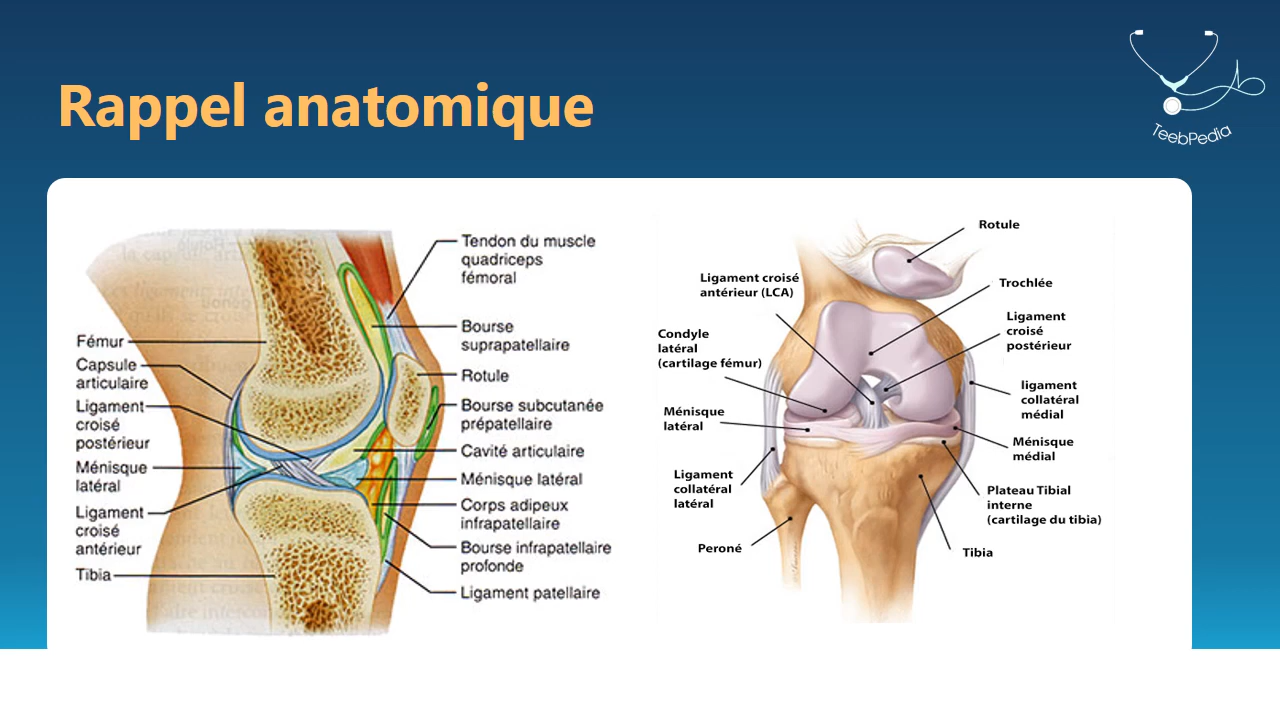 Rappel anatomique
TeebPedia
Tendon du muscle
quadriceps
fémoral
Bourse
suprapatellaire
Rotule
Bourse subcutanée
prépatellaire
Cavité articulaire
Ménisque latéral
Corps adipeux
infrapatellaire
Bourse infrapatellaire
profonde
Ligament patellaire
Fémur
Capsule
articulaire
Ligament
croisé
postérieur
Ménisque
latéral
Ligament
croisé
antérieur
Tibia
Rotule
Ligament croisé
antérieur (LCA)
Trochlée
Ligament
croisé
postérieur
Condyle
latéral
(cartilage fémur)
ligament
collatéral
médial
Ménisque
latéral
Ménisque
médial
Ligament
collatéral
latéral
Plateau Tibial
interne
(cartilage du tibia)
Peroné
Tibia